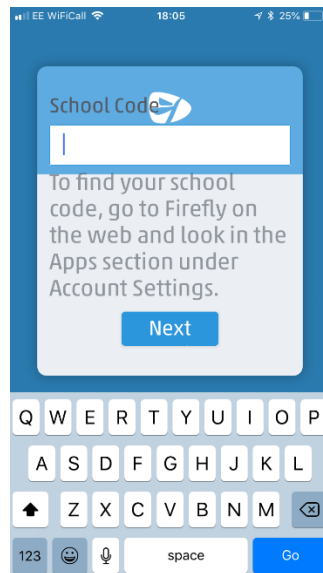 EE WiFiCall 18:05 25%
School Code
To find your school
code, go to Firefly on
the web and look in the
Apps section under
Account Settings.
Next
Q W E R T Y U I O P
A S D F G H J K L
Z X C V B N M
123 space Go